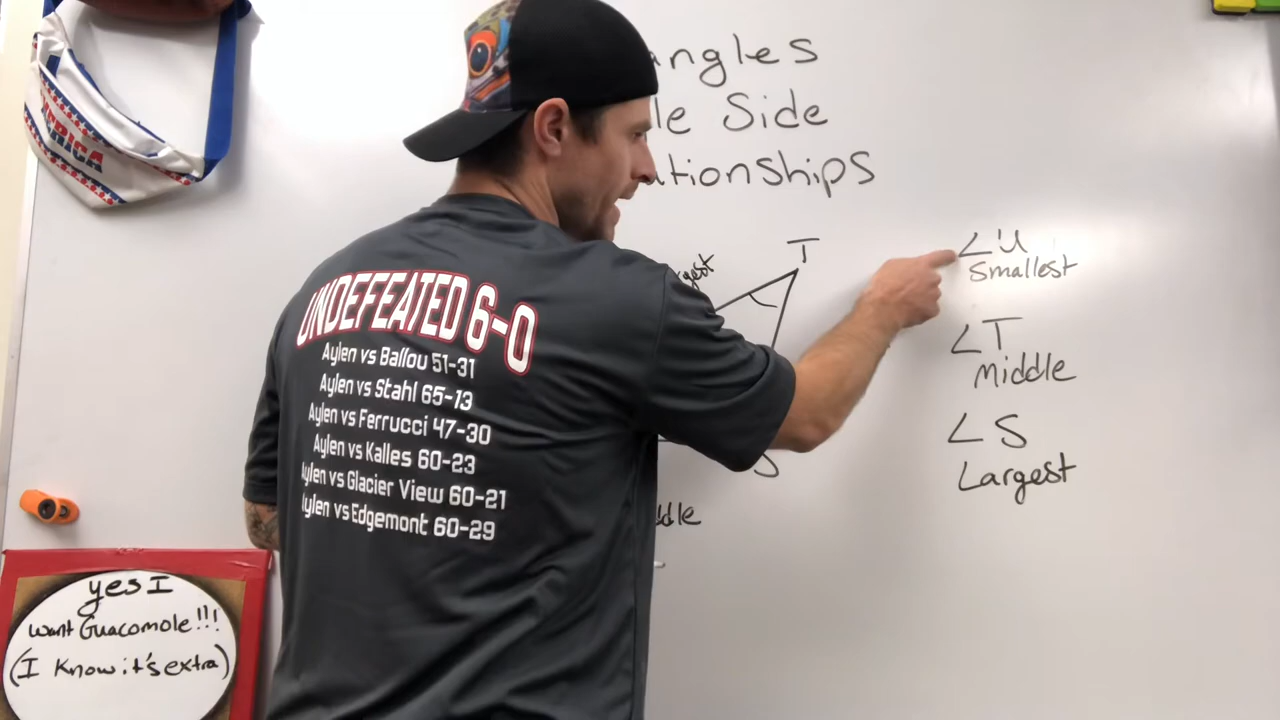 ERICA
ngles
le Side
ationships
T
gest
∠U
Smallest
∠T
middle
∠S
Largest
S
ddle
UNDEFEATED 6-0
Aylen vs Ballou 51-31
Aylen vs Stahl 65-13
Aylen vs Ferrucci 47-30
Aylen vs Kalles 60-23
Aylen vs Glacier View 60-21
Aylen vs Edgemont 60-29
yes I
want Guacomole!!!
(I Know it's extra)